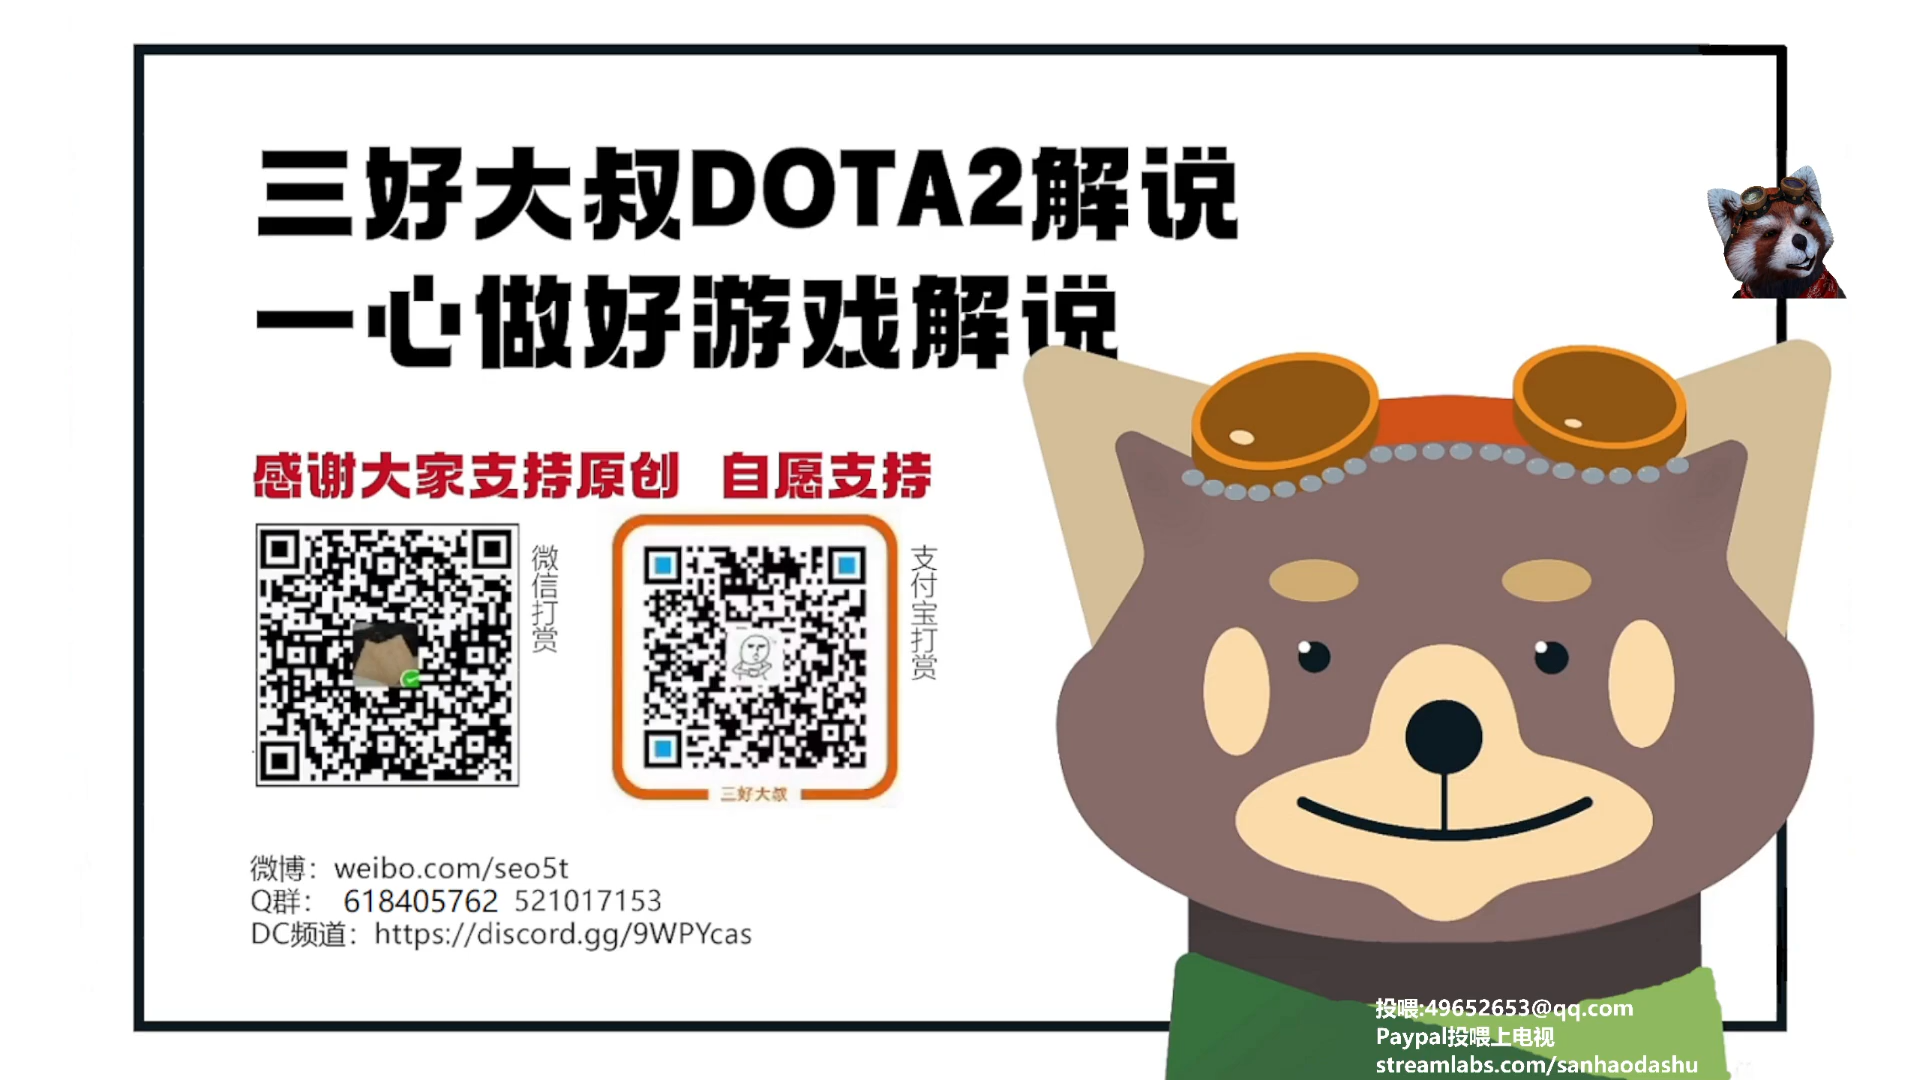 三好大叔DOTA2解说
一心做好游戏解说
感谢大家支持原创 自愿支持
微信打赏
支付宝打赏
三好大叔
微博：weibo.com/seo5t
Q群： 618405762 521017153
DC频道：https://discord.gg/9WPYcas
投喂:49652653@qq.com
Paypal投喂上电视
streamlabs.com/sanhaodashu